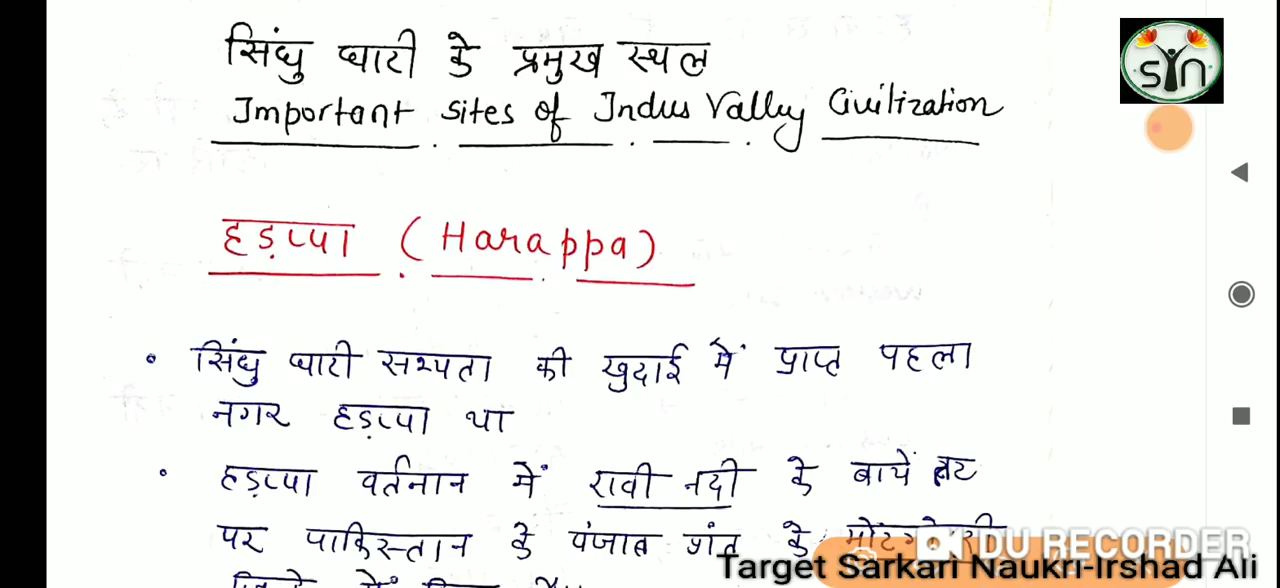 सिंधु घाटी के प्रमुख स्थल
Important sites of Indus Valley Civilization
SYN
हड़प्पा (Harappa)
• सिंधु घाटी सभ्यता की खुदाई में प्राप्त पहला
नगर हड़प्पा था
• हड़प्पा वर्तमान में रावी नदी के बायें तट
पर पाकिस्तान के पंजाब प्रांत के
DU RECORDER
Target Sarkari Naukri-Irshad Ali